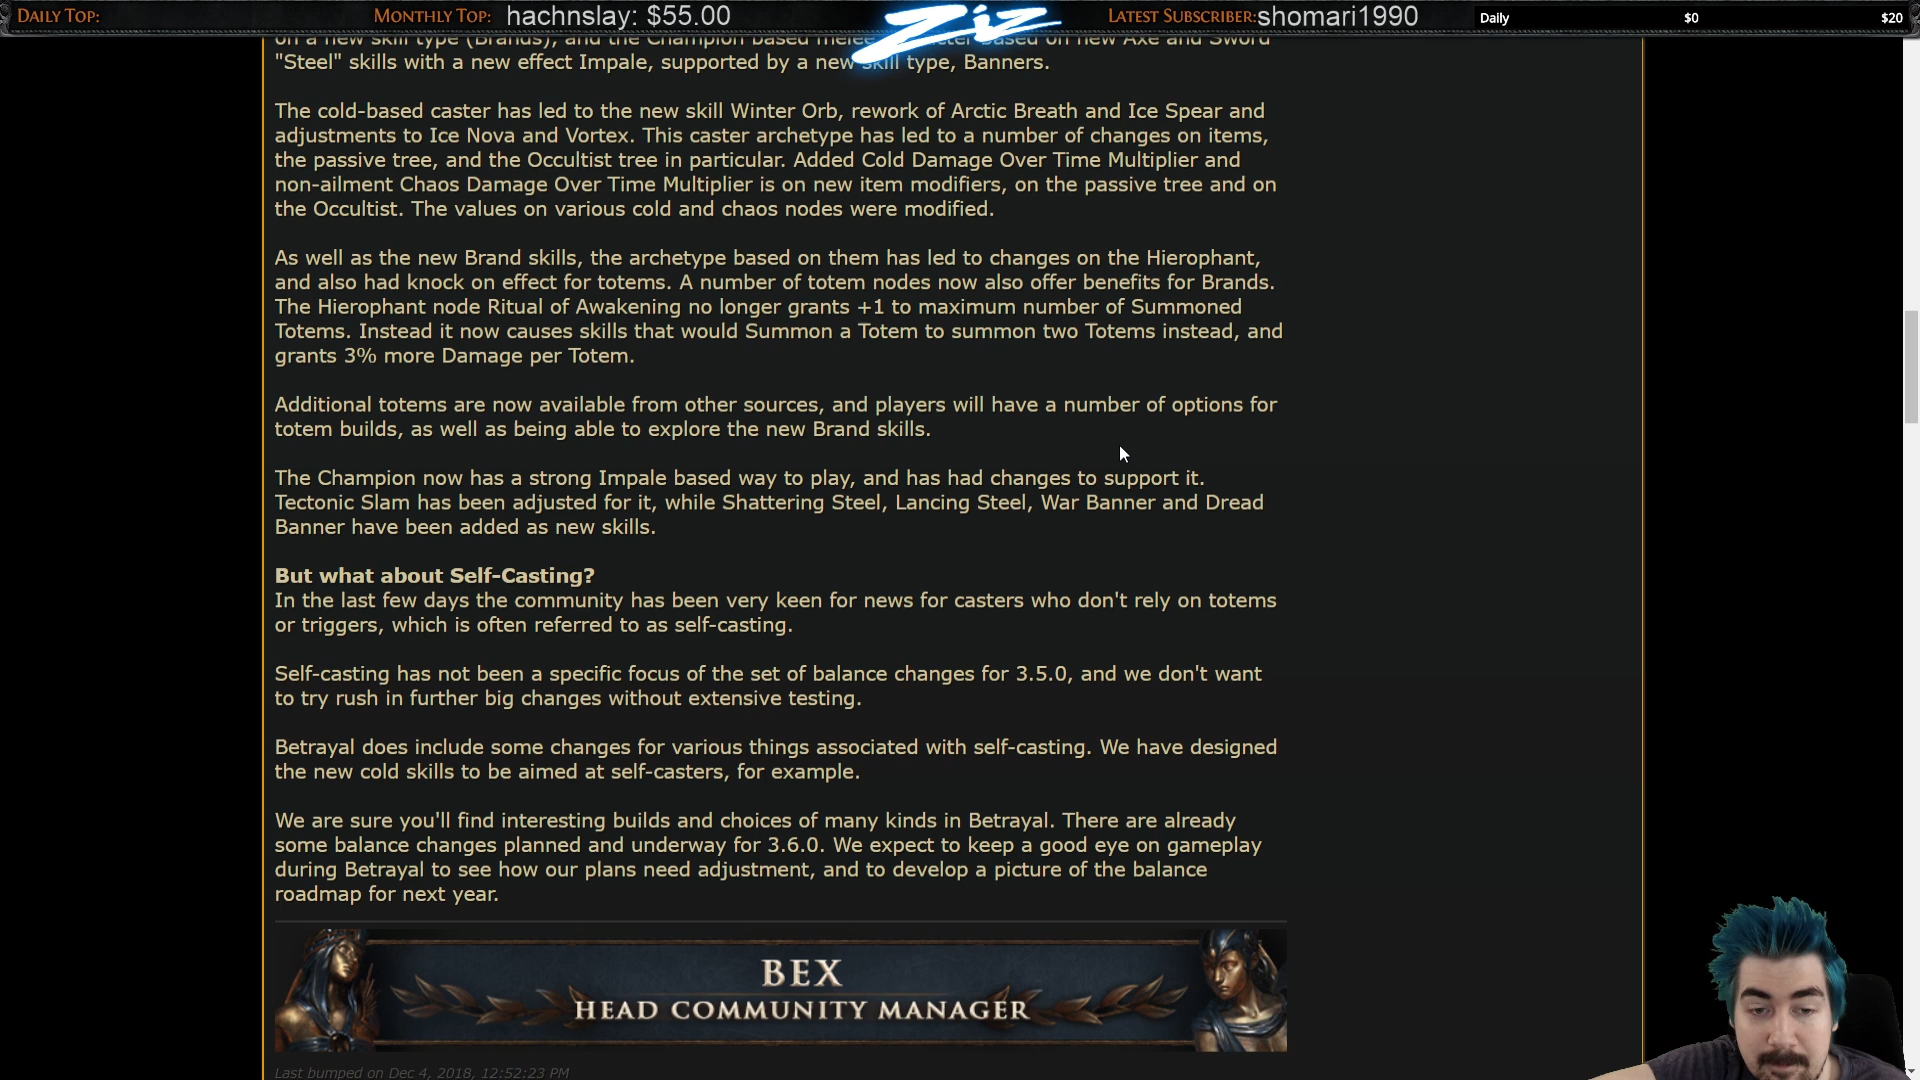 DAILY TOP: MONTHLY TOP: hachnslay: $55.00 Ziz LATEST SUBSCRIBER: shomari1990 Daily $0 $20
on a new skill type (Brands), and the Champion based melee based on new Axe and Sword
"Steel" skills with a new effect Impale, supported by a new skill type, Banners.
The cold-based caster has led to the new skill Winter Orb, rework of Arctic Breath and Ice Spear and
adjustments to Ice Nova and Vortex. This caster archetype has led to a number of changes on items,
the passive tree, and the Occultist tree in particular. Added Cold Damage Over Time Multiplier and
non-ailment Chaos Damage Over Time Multiplier is on new item modifiers, on the passive tree and on
the Occultist. The values on various cold and chaos nodes were modified.
As well as the new Brand skills, the archetype based on them has led to changes on the Hierophant,
and also had knock on effect for totems. A number of totem nodes now also offer benefits for Brands.
The Hierophant node Ritual of Awakening no longer grants +1 to maximum number of Summoned
Totems. Instead it now causes skills that would Summon a Totem to summon two Totems instead, and
grants 3% more Damage per Totem.
Additional totems are now available from other sources, and players will have a number of options for
totem builds, as well as being able to explore the new Brand skills.
The Champion now has a strong Impale based way to play, and has had changes to support it.
Tectonic Slam has been adjusted for it, while Shattering Steel, Lancing Steel, War Banner and Dread
Banner have been added as new skills.
But what about Self-Casting?
In the last few days the community has been very keen for news for casters who don't rely on totems
or triggers, which is often referred to as self-casting.
Self-casting has not been a specific focus of the set of balance changes for 3.5.0, and we don't want
to try rush in further big changes without extensive testing.
Betrayal does include some changes for various things associated with self-casting. We have designed
the new cold skills to be aimed at self-casters, for example.
We are sure you'll find interesting builds and choices of many kinds in Betrayal. There are already
some balance changes planned and underway for 3.6.0. We expect to keep a good eye on gameplay
during Betrayal to see how our plans need adjustment, and to develop a picture of the balance
roadmap for next year.
BEX
HEAD COMMUNITY MANAGER
Last bumped on Dec 4, 2018, 12:52:23 PM